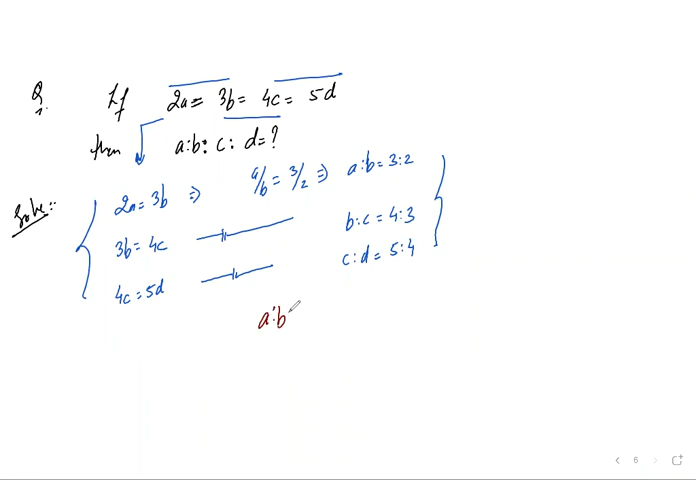 Q. If 2a = 3b = 4c = 5d
then a:b: c: d = ?
Solve:-
2a = 3b => a/b = 3/2 => a:b = 3:2
3b = 4c —"— b:c = 4:3
4c = 5d —"— c:d = 5:4
a:b
6